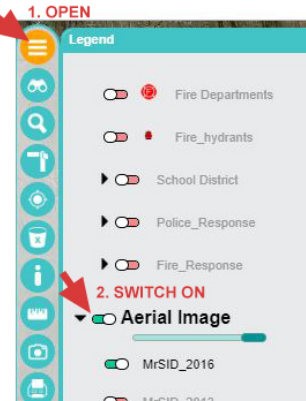 1. OPEN
Legend
Fire Departments
Fire_hydrants
School District
Police_Response
Fire_Response
2. SWITCH ON
Aerial Image
MrSID_2016